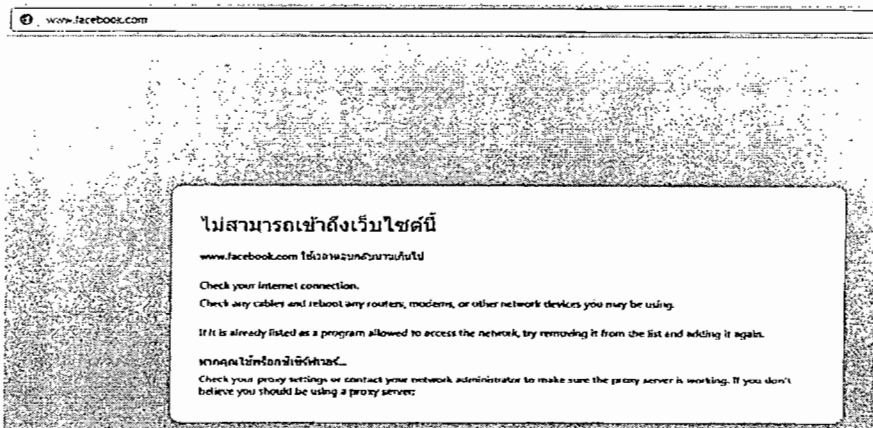 www.facebook.com
ไม่สามารถเข้าถึงเว็บไซต์นี้
www.facebook.com ใช้เวลาตอบกลับนานเกินไป
Check your internet connection.
Check any cables and reboot any routers, modems, or other network devices you may be using.
If it is already listed as a program allowed to access the network, try removing it from the list and adding it again.
หากคุณใช้พร็อกซีเซิร์ฟเวอร์...
Check your proxy settings or contact your network administrator to make sure the proxy server is working. If you don't
believe you should be using a proxy server: